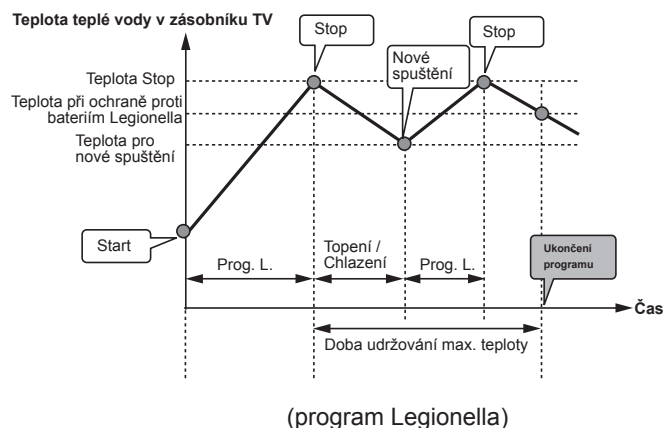 Teplota teplé vody v zásobníku TV
Stop
Stop
Nové
spuštění
Teplota Stop
Teplota při ochraně proti
bateriím Legionella
Teplota pro
nové spuštění
Start
Prog. L.
Topení /
Chlazení
Prog. L.
Ukončení
programu
Čas
Doba udržování max. teploty
(program Legionella)